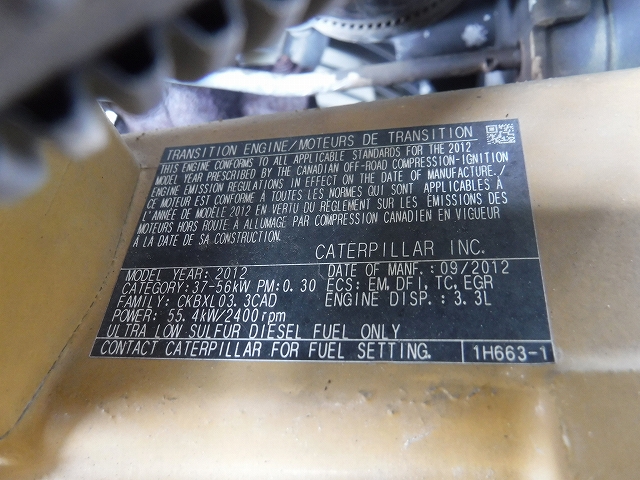 TRANSITION ENGINE/MOTEURS DE TRANSITION
THIS ENGINE CONFORMS TO ALL APPLICABLE STANDARDS FOR THE 2012
MODEL YEAR PRESCRIBED BY THE CANADIAN OFF-ROAD COMPRESSION-IGNITION
ENGINE EMISSION REGULATIONS IN EFFECT ON THE DATE OF MANUFACTURE./
CE MOTEUR EST CONFORME À TOUTES LES NORMES QUI SONT APPLICABLES À
L'ANNÉE DE MODÈLE 2012 EN VERTU DU RÈGLEMENT SUR LES ÉMISSIONS DES
MOTEURS HORS ROUTE À ALLUMAGE PAR COMPRESSION CANADIEN EN VIGUEUR
À LA DATE DE SA CONSTRUCTION.
CATERPILLAR INC.
MODEL YEAR: 2012 DATE OF MANF.:09/2012
CATEGORY:37-56kW PM:0.30 ECS: EM, DFI, TC, EGR
FAMILY: CKBXL03.3CAD ENGINE DISP.: 3.3L
POWER: 55.4kW/2400rpm
ULTRA LOW SULFUR DIESEL FUEL ONLY
CONTACT CATERPILLAR FOR FUEL SETTING. 1H663-1